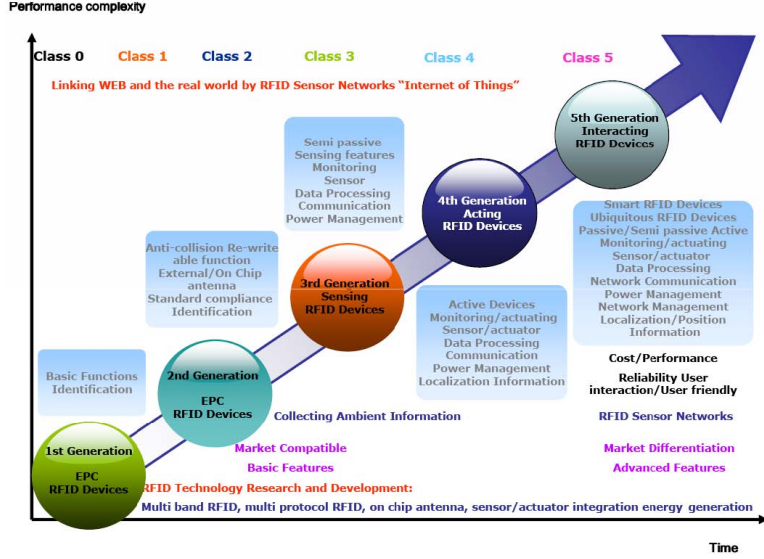 Performance complexity
Class 0
Class 1
Class 2
Class 3
Class 4
Class 5
Linking WEB and the real world by RFID Sensor Networks “Internet of Things”
5th Generation
Interacting
RFID Devices
Semi passive
Sensing features
Monitoring
Sensor
Data Processing
Communication
Power Management
4th Generation
Acting
RFID Devices
Smart RFID Devices
Ubiquitous RFID Devices
Passive/Semi passive Active
Monitoring/actuating
Sensor/actuator
Data Processing
Network Communication
Power Management
Network Management
Localization/Position
Information
Anti-collision Re-write
able function
External/On Chip
antenna
Standard compliance
Identification
3rd Generation
Sensing
RFID Devices
Active Devices
Monitoring/actuating
Sensor/actuator
Data Processing
Communication
Power Management
Localization Information
Basic Functions
Identification
2nd Generation
EPC
RFID Devices
Cost/Performance
Reliability User
interaction/User friendly
Collecting Ambient Information
RFID Sensor Networks
1st Generation
EPC
RFID Devices
Market Compatible
Basic Features
Market Differentiation
Advanced Features
RFID Technology Research and Development:
Multi band RFID, multi protocol RFID, on chip antenna, sensor/actuator integration energy generation
Time